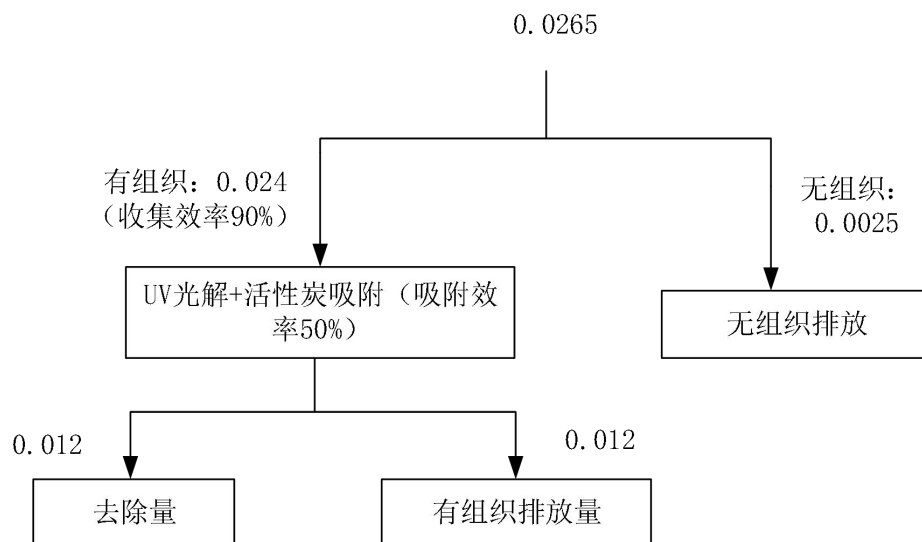 0.0265
有组织：0.024
（收集效率90%）
无组织：
0.0025
UV光解+活性炭吸附（吸附效
率50%）
无组织排放
0.012
0.012
去除量
有组织排放量